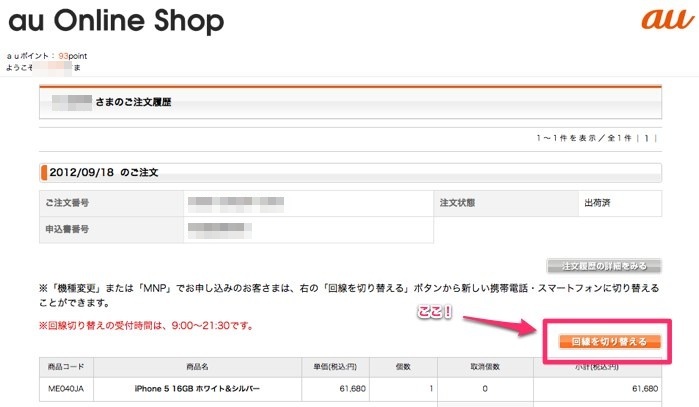 au Online Shop
au
auポイント： 93point
ようこそ ま
さまのご注文履歴
1～1件を表示／全1件 | 1 |
2012/09/18 のご注文
ご注文番号 注文状態 出荷済
申込書番号
注文履歴の詳細をみる
※「機種変更」または「MNP」でお申し込みのお客さまは、右の「回線を切り替える」ボタンから新しい携帯電話・スマートフォンに切り替える
ことができます。
ここ！
※回線切り替えの受付時間は、9:00～21:30です。
回線を切り替える
商品コード 商品名 単価(税込:円) 個数 取消個数 小計(税込:円)
ME040JA iPhone 5 16GB ホワイト&シルバー 61,680 1 0 61,680